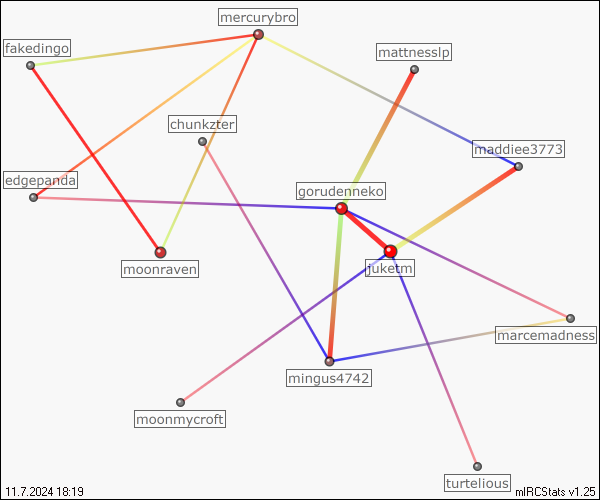 mercurybro
fakedingo
mattnesslp
chunkzter
maddiee3773
edgepanda
gorudenneko
moonraven
juketm
marcemadness
mingus4742
moonmycroft
turtelious
11.7.2024 18:19
mIRCStats v1.25